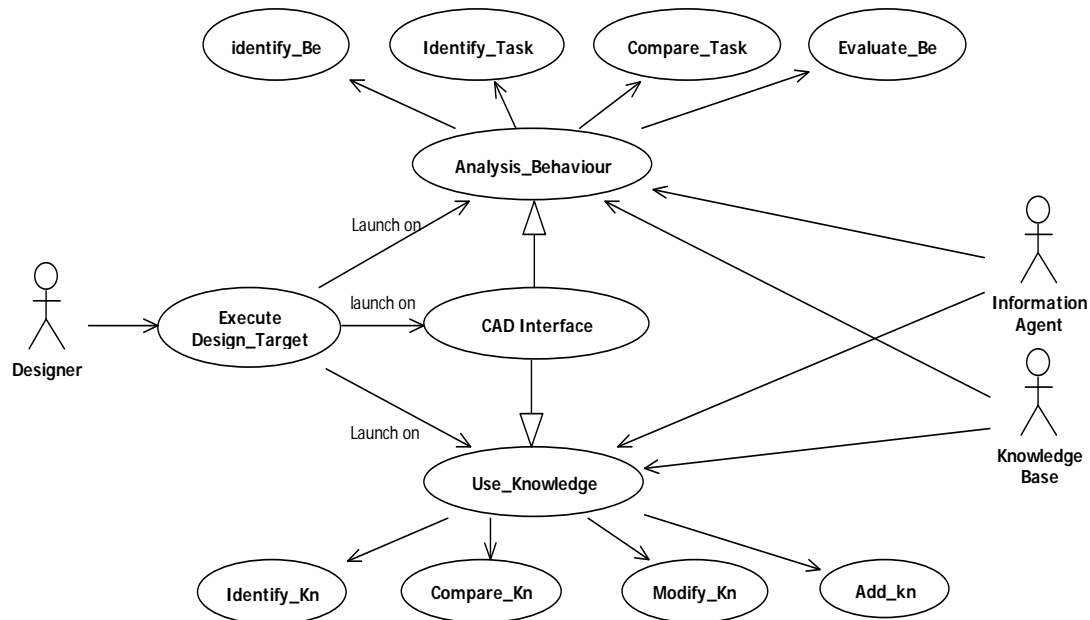 identify_Be
Identify_Task
Compare_Task
Evaluate_Be
Analysis_Behaviour
Launch on
launch on
Launch on
Execute
Design_Target
CAD Interface
Designer
Information
Agent
Knowledge
Base
Use_Knowledge
Identify_Kn
Compare_Kn
Modify_Kn
Add_kn